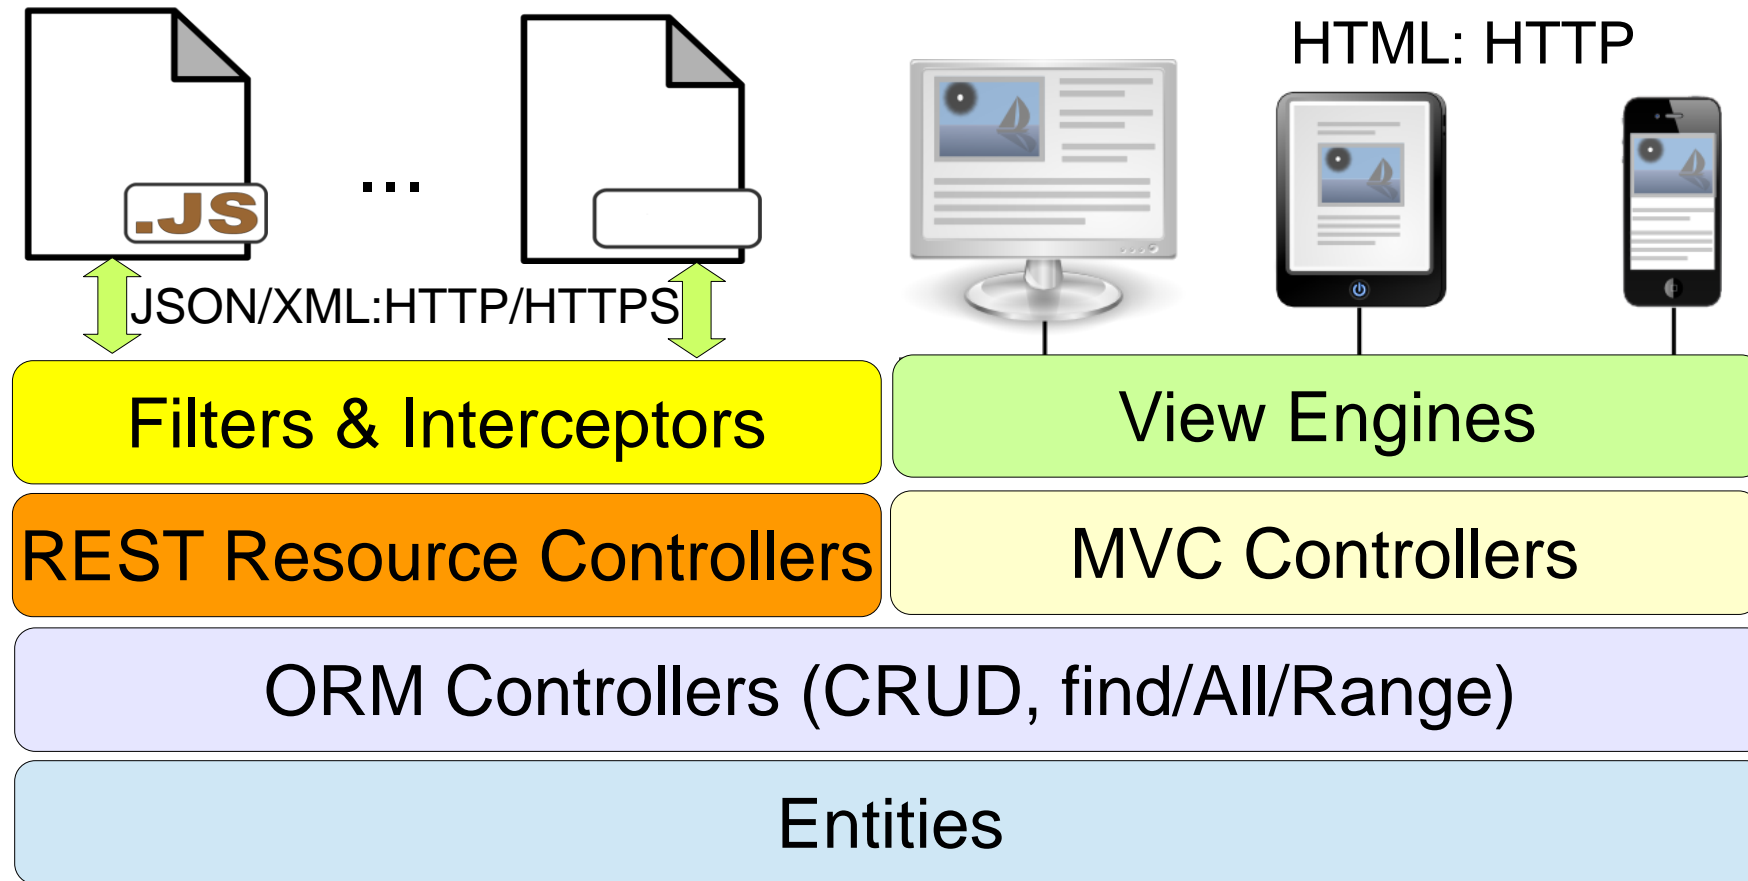 HTML: HTTP
.JS
...
JSON/XML:HTTP/HTTPS
Filters & Interceptors
View Engines
REST Resource Controllers
MVC Controllers
ORM Controllers (CRUD, find/All/Range)
Entities